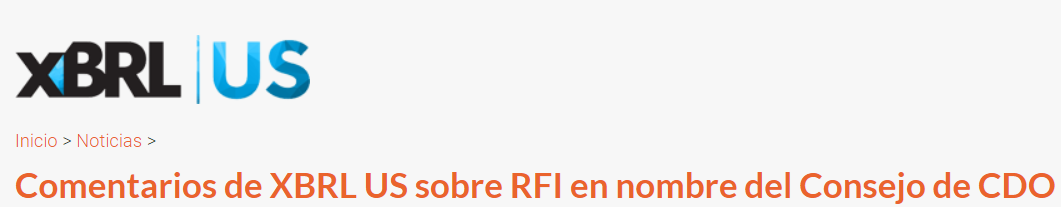 XBRL US
Inicio > Noticias >
Comentarios de XBRL US sobre RFI en nombre del Consejo de CDO